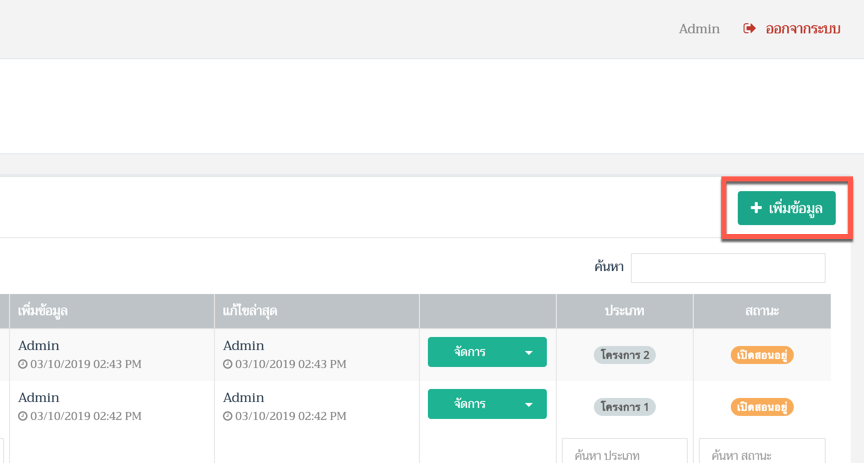 Admin ออกจากระบบ
เพิ่มข้อมูล
ค้นหา
เพิ่มข้อมูล แก้ไขล่าสุด ประเภท สถานะ
Admin Admin จัดการ โครงการ 2 เปิดสอนอยู่
03/10/2019 02:43 PM 03/10/2019 02:43 PM
Admin Admin จัดการ โครงการ 1 เปิดสอนอยู่
03/10/2019 02:42 PM 03/10/2019 02:42 PM
ค้นหา ประเภท ค้นหา สถานะ